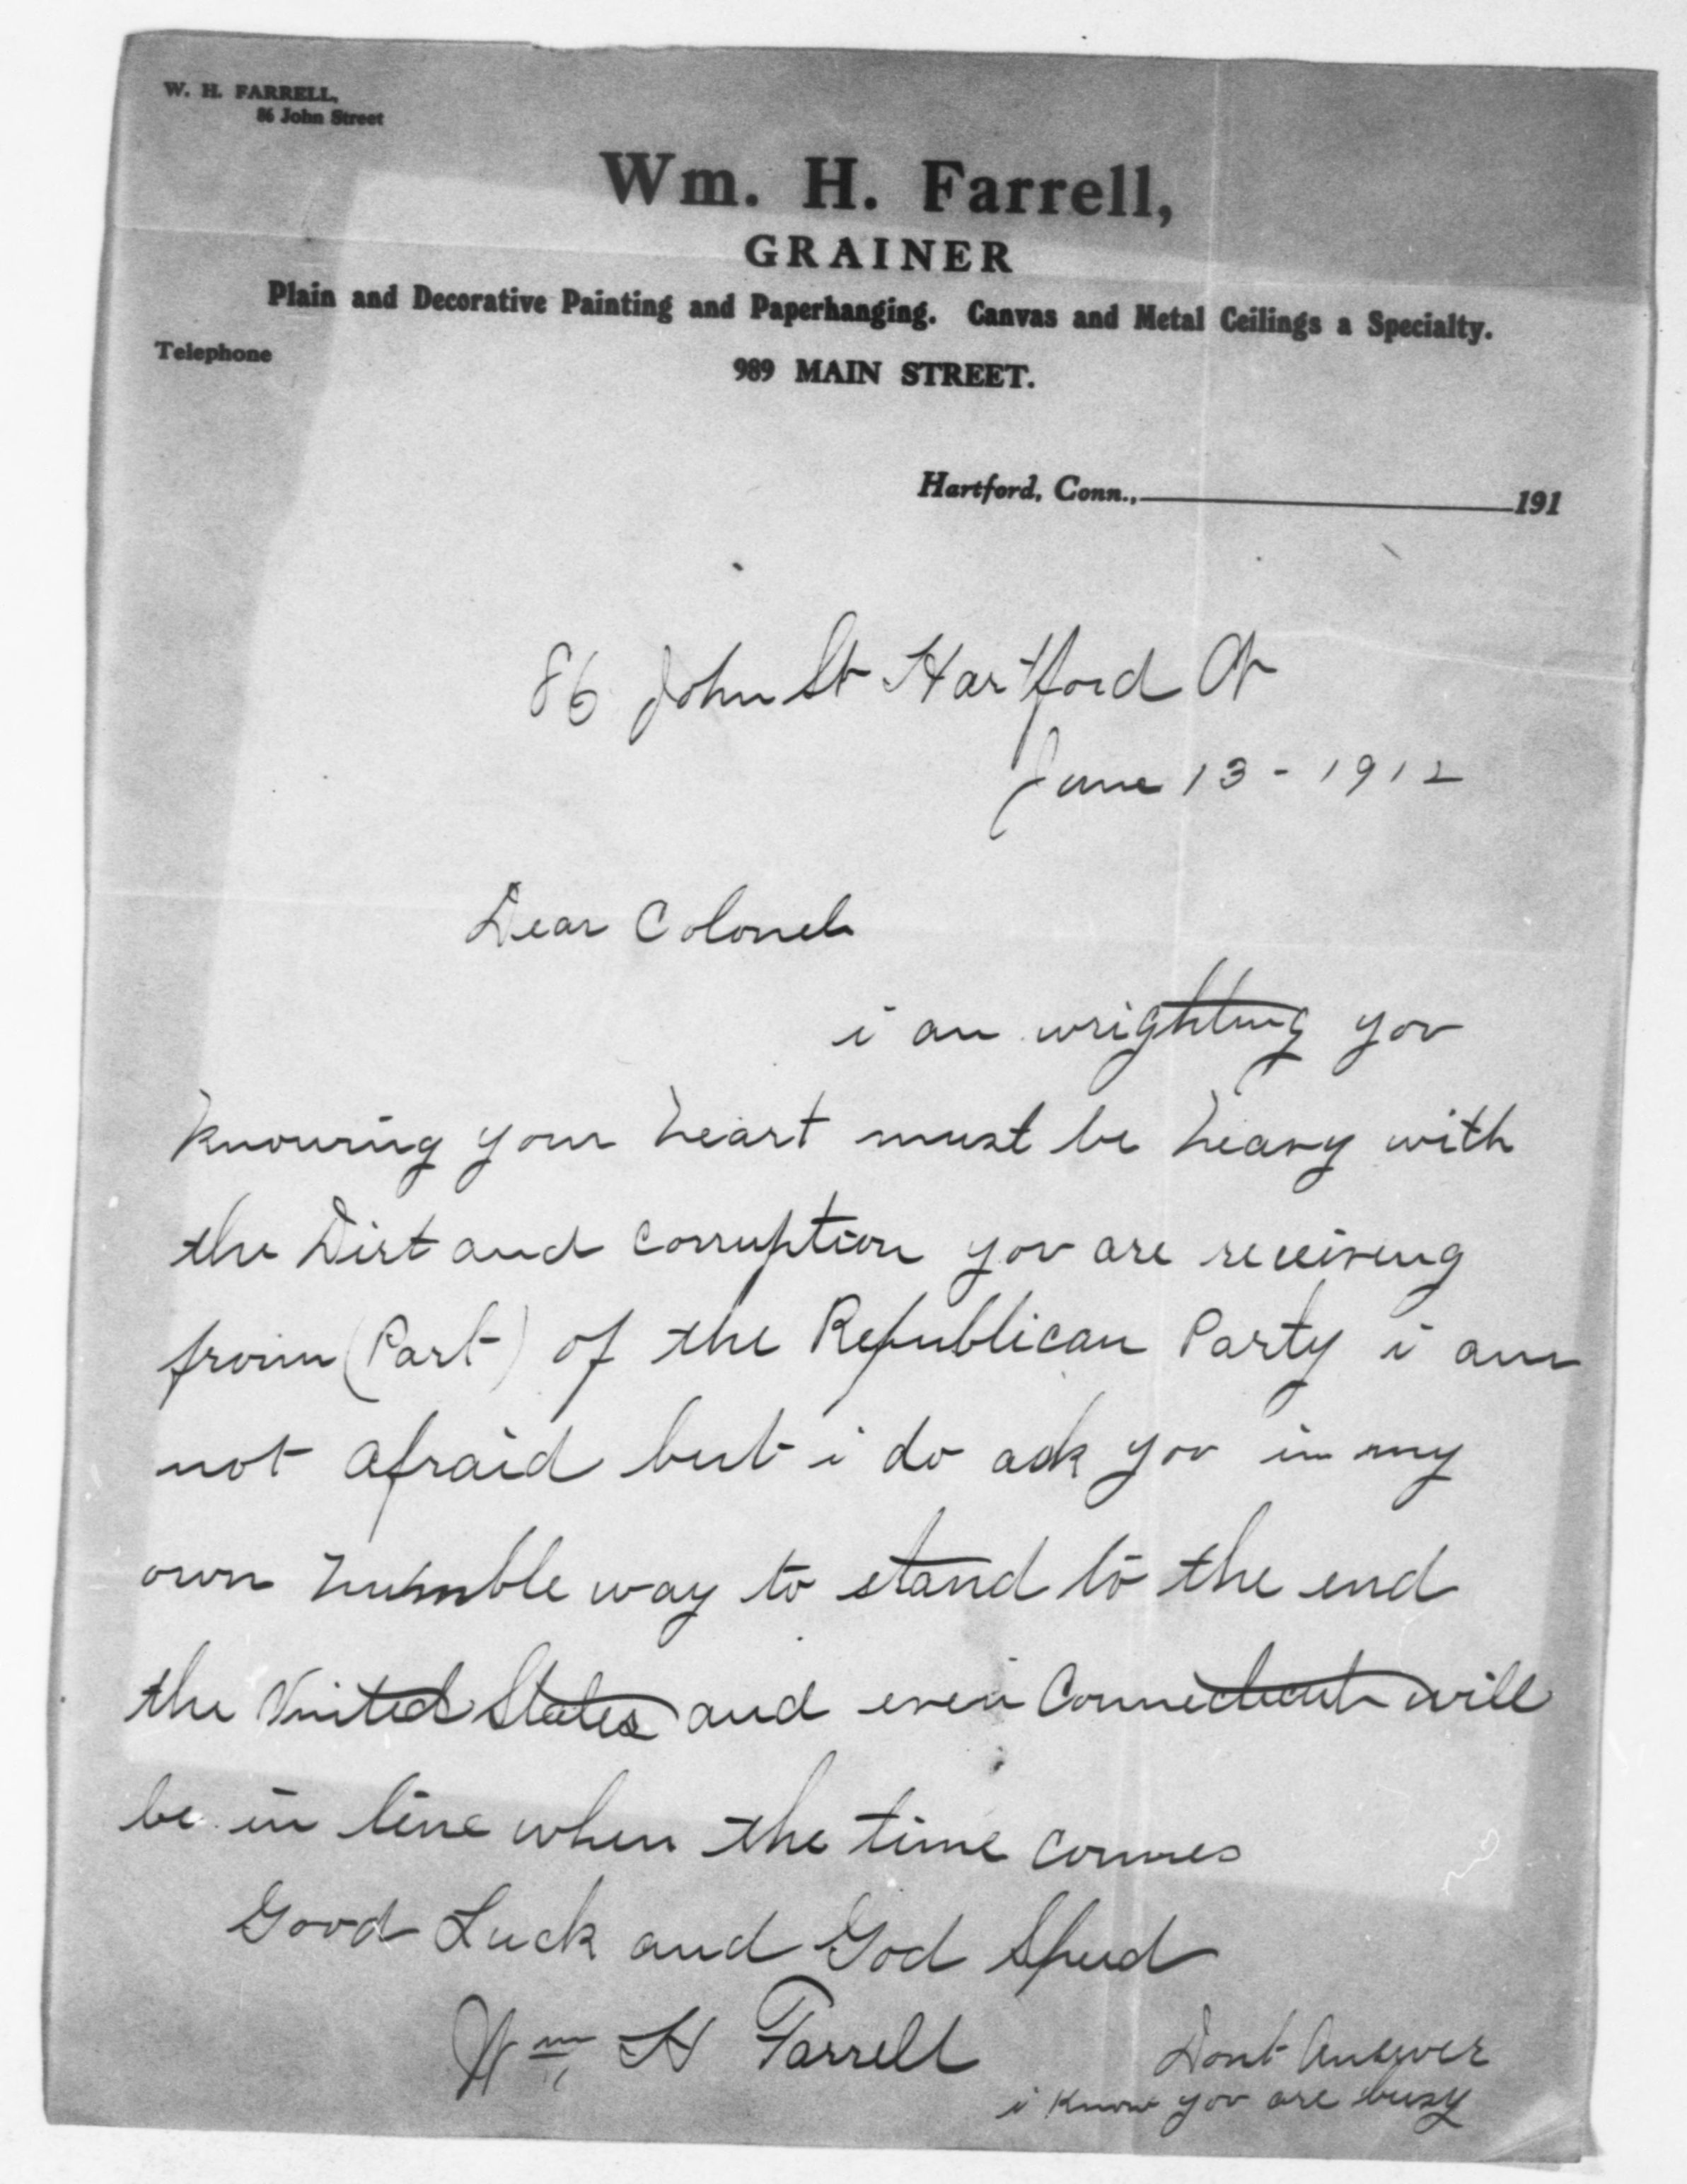 W. H. FARRELL,
86 John Street
Wm. H. Farrell,
GRAINER
Plain and Decorative Painting and Paperhanging. Canvas and Metal Ceilings a Specialty.
Telephone
989 MAIN STREET.
Hartford, Conn., 191
86 John St Hartford Ct
June 13 - 1912
Dear Colonel
i am wrighting you
knowing your heart must be heavy with
the Dirt and corruption you are receiving
from (Part) of the Republican Party i am
not afraid but i do ask you in my
own humble way to stand to the end
the United States and even Connecticut will
be in line when the time comes
Good Luck and God Speed
Wm H Farrell
Dont Answer
i know you are busy